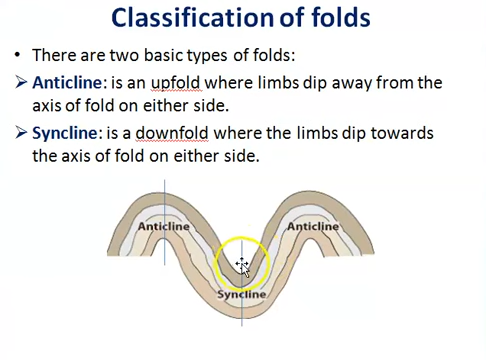 Classification of folds
• There are two basic types of folds:
➢ Anticline: is an upfold where limbs dip away from the
axis of fold on either side.
➢ Syncline: is a downfold where the limbs dip towards
the axis of fold on either side.
Anticline
Anticline
Syncline